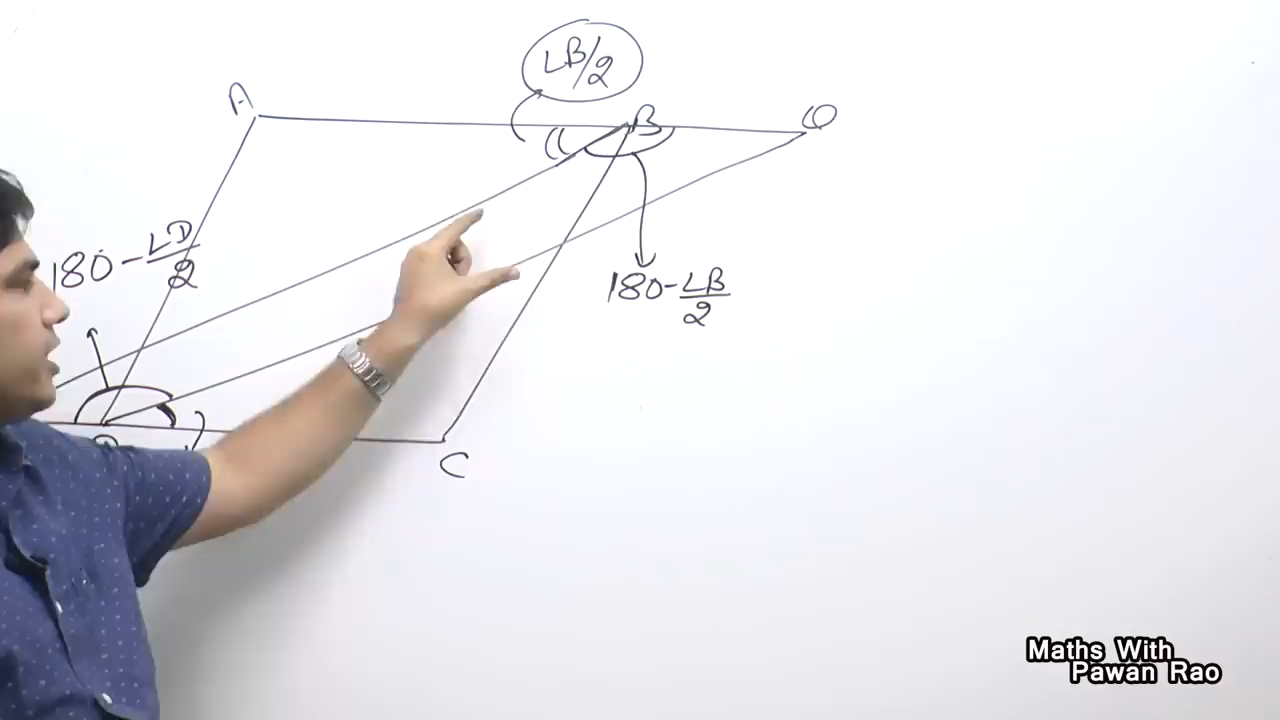 ∠B/2
A
B
Q
180-∠D/2
180-∠B/2
C
Maths With
Pawan Rao